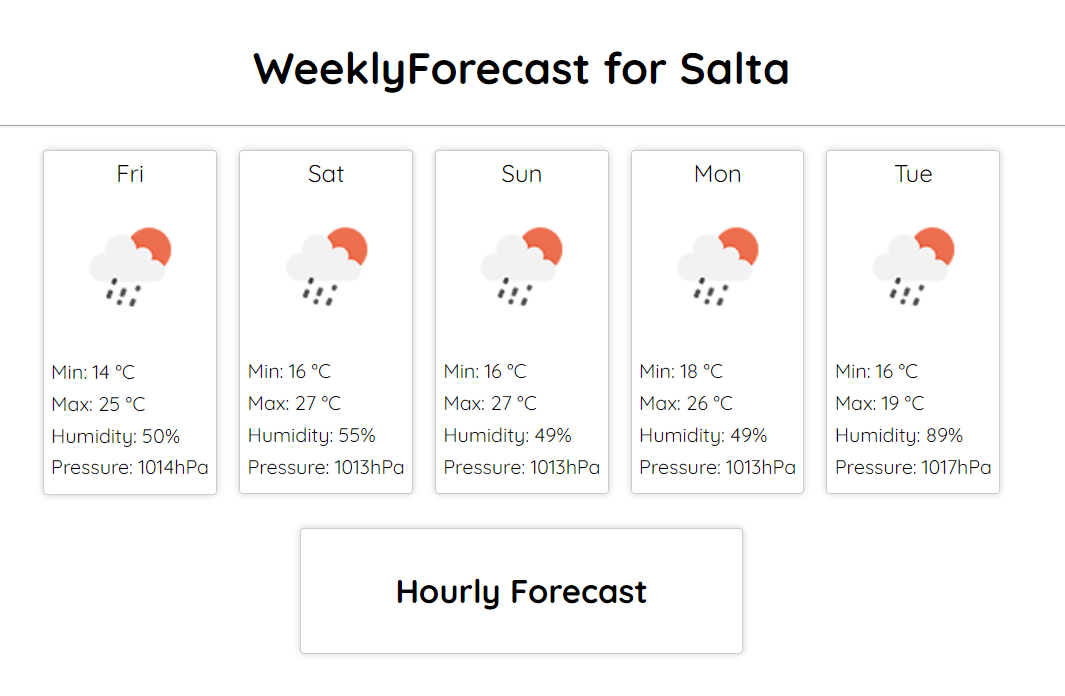 WeeklyForecast for Salta
Fri
Min: 14 °C
Max: 25 °C
Humidity: 50%
Pressure: 1014hPa
Sat
Min: 16 °C
Max: 27 °C
Humidity: 55%
Pressure: 1013hPa
Sun
Min: 16 °C
Max: 27 °C
Humidity: 49%
Pressure: 1013hPa
Mon
Min: 18 °C
Max: 26 °C
Humidity: 49%
Pressure: 1013hPa
Tue
Min: 16 °C
Max: 19 °C
Humidity: 89%
Pressure: 1017hPa
Hourly Forecast